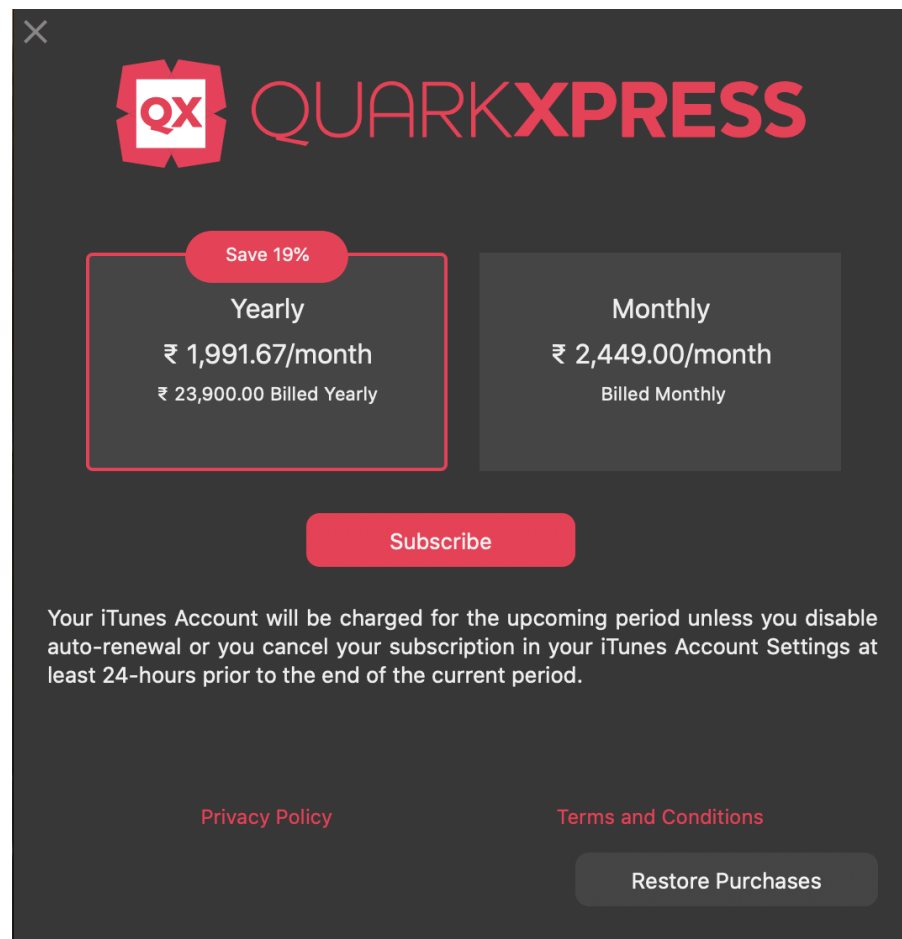 QX QUARKXPRESS
Save 19%
Yearly
₹ 1,991.67/month
₹ 23,900.00 Billed Yearly
Monthly
₹ 2,449.00/month
Billed Monthly
Subscribe
Your iTunes Account will be charged for the upcoming period unless you disable
auto-renewal or you cancel your subscription in your iTunes Account Settings at
least 24-hours prior to the end of the current period.
Privacy Policy
Terms and Conditions
Restore Purchases